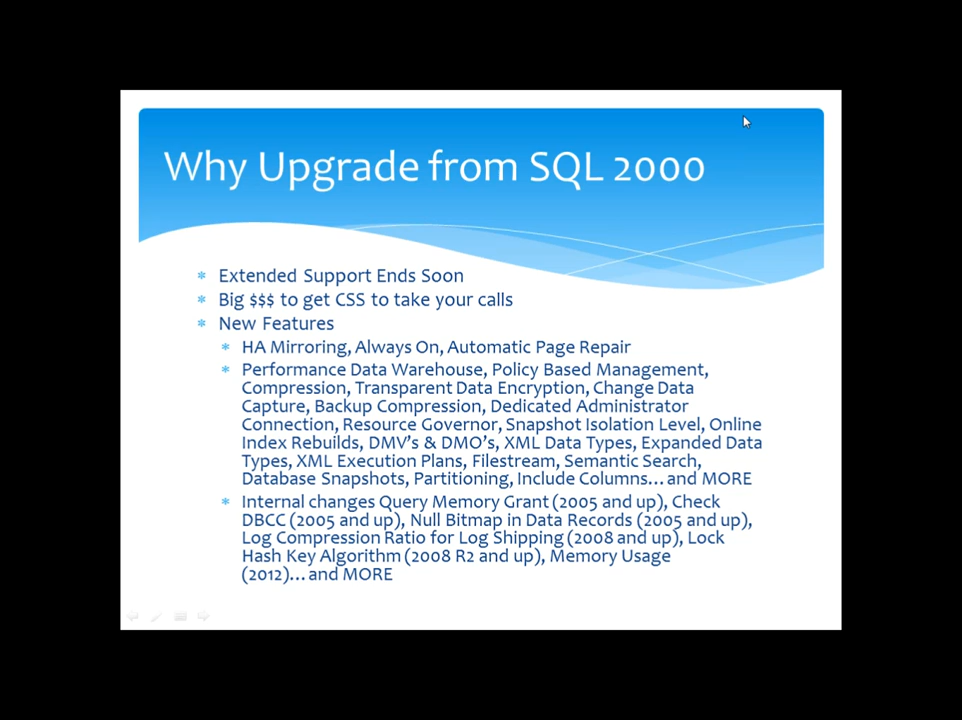 Why Upgrade from SQL 2000
Extended Support Ends Soon
Big $$$ to get CSS to take your calls
New Features
HA Mirroring, Always On, Automatic Page Repair
Performance Data Warehouse, Policy Based Management,
Compression, Transparent Data Encryption, Change Data
Capture, Backup Compression, Dedicated Administrator
Connection, Resource Governor, Snapshot Isolation Level, Online
Index Rebuilds, DMV's & DMO's, XML Data Types, Expanded Data
Types, XML Execution Plans, Filestream, Semantic Search,
Database Snapshots, Partitioning, Include Columns...and MORE
Internal changes Query Memory Grant (2005 and up), Check
DBCC (2005 and up), Null Bitmap in Data Records (2005 and up),
Log Compression Ratio for Log Shipping (2008 and up), Lock
Hash Key Algorithm (2008 R2 and up), Memory Usage
(2012)...and MORE